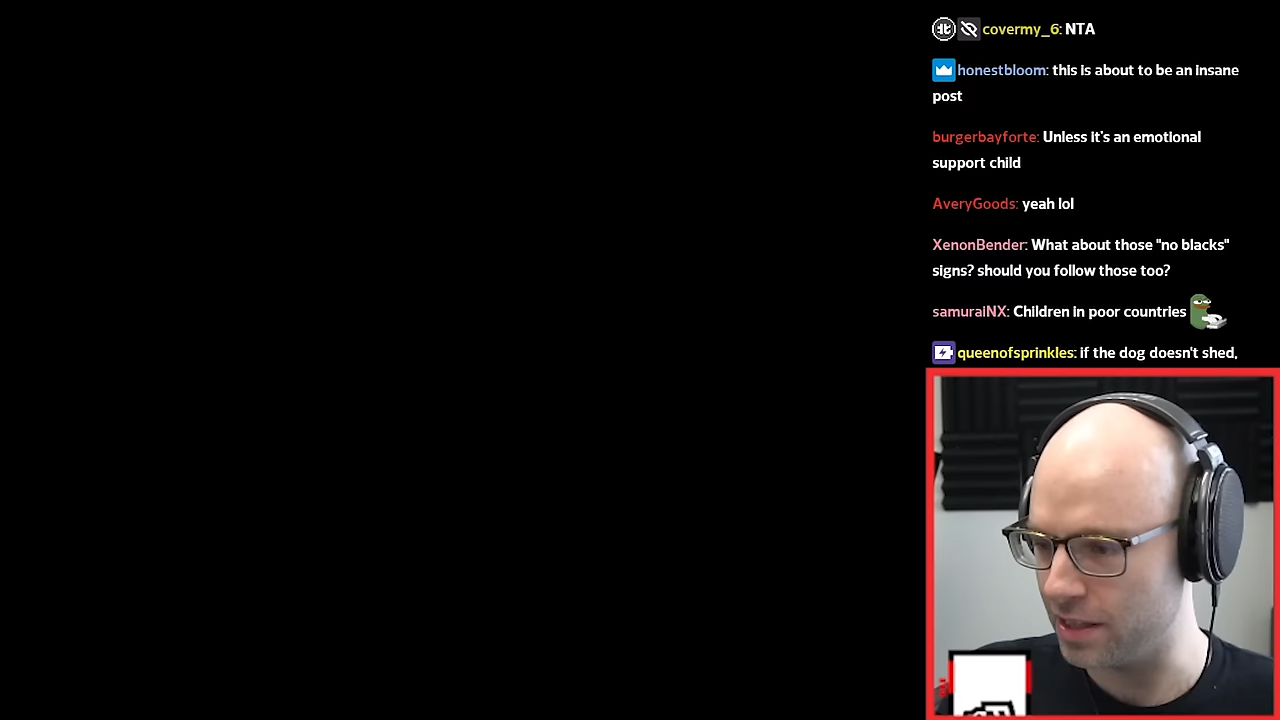 covermy_6: NTA
honestbloom: this is about to be an insane
post
burgerbayforte: Unless it's an emotional
support child
AveryGoods: yeah lol
XenonBender: What about those "no blacks"
signs? should you follow those too?
samuraiNX: Children in poor countries
queenofsprinkles: if the dog doesn't shed,